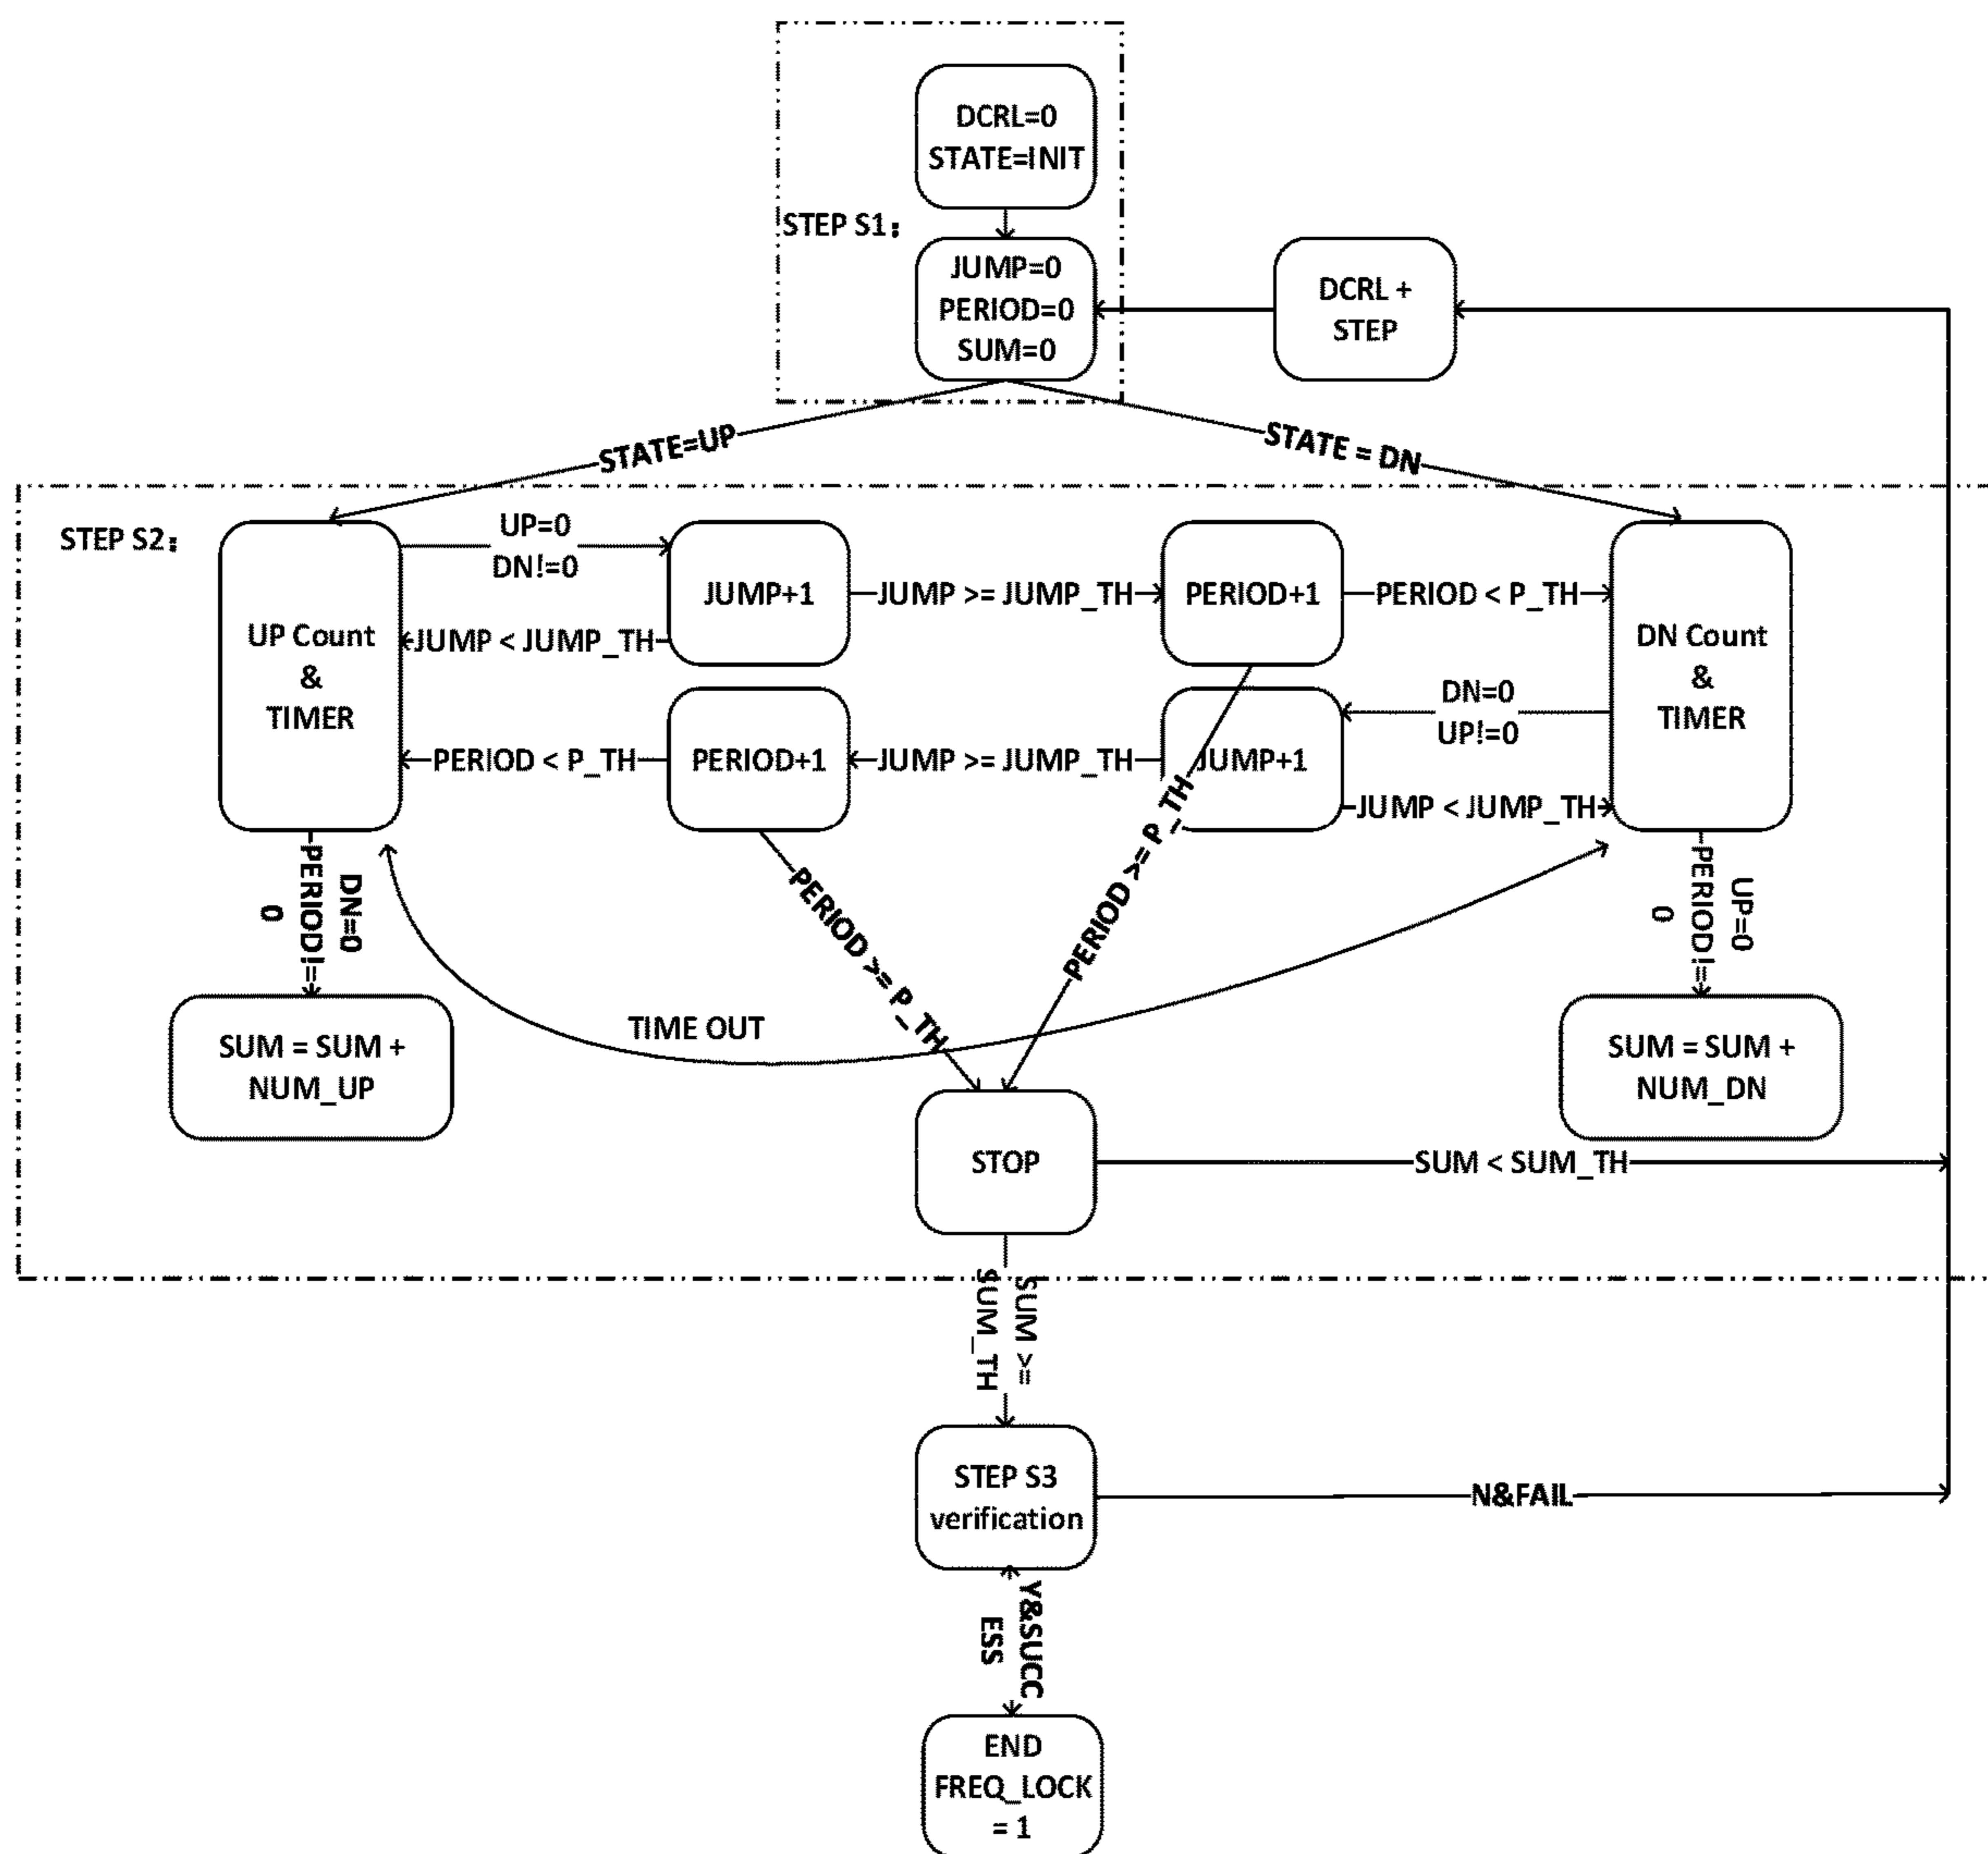 DCRL=0
STATE=INIT
STEP S1：
JUMP=0
PERIOD=0
SUM=0
DCRL +
STEP
STATE=UP
STATE = DN
STEP S2：
UP Count
&
TIMER
UP=0
DN!=0
JUMP+1
JUMP >= JUMP_TH
PERIOD+1
PERIOD < P_TH
DN Count
&
TIMER
JUMP < JUMP_TH
DN=0
UP!=0
PERIOD < P_TH
PERIOD+1
JUMP >= JUMP_TH
JUMP+1
JUMP < JUMP_TH
DN=0
PERIOD!=
0
PERIOD >= P_TH
PERIOD >= P_TH
UP=0
PERIOD!=
0
TIME OUT
SUM = SUM +
NUM_UP
SUM = SUM +
NUM_DN
STOP
SUM < SUM_TH
SUM >=
SUM_TH
STEP S3
verification
N&FAIL
Y&SUCC
ESS
END
FREQ_LOCK
= 1